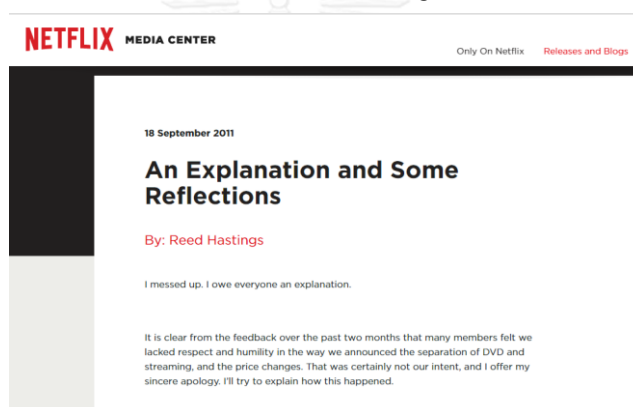 NETFLIX MEDIA CENTER
Only On Netflix Releases and Blogs
18 September 2011
An Explanation and Some
Reflections
By: Reed Hastings
I messed up. I owe everyone an explanation.
It is clear from the feedback over the past two months that many members felt we
lacked respect and humility in the way we announced the separation of DVD and
streaming, and the price changes. That was certainly not our intent, and I offer my
sincere apology. I'll try to explain how this happened.